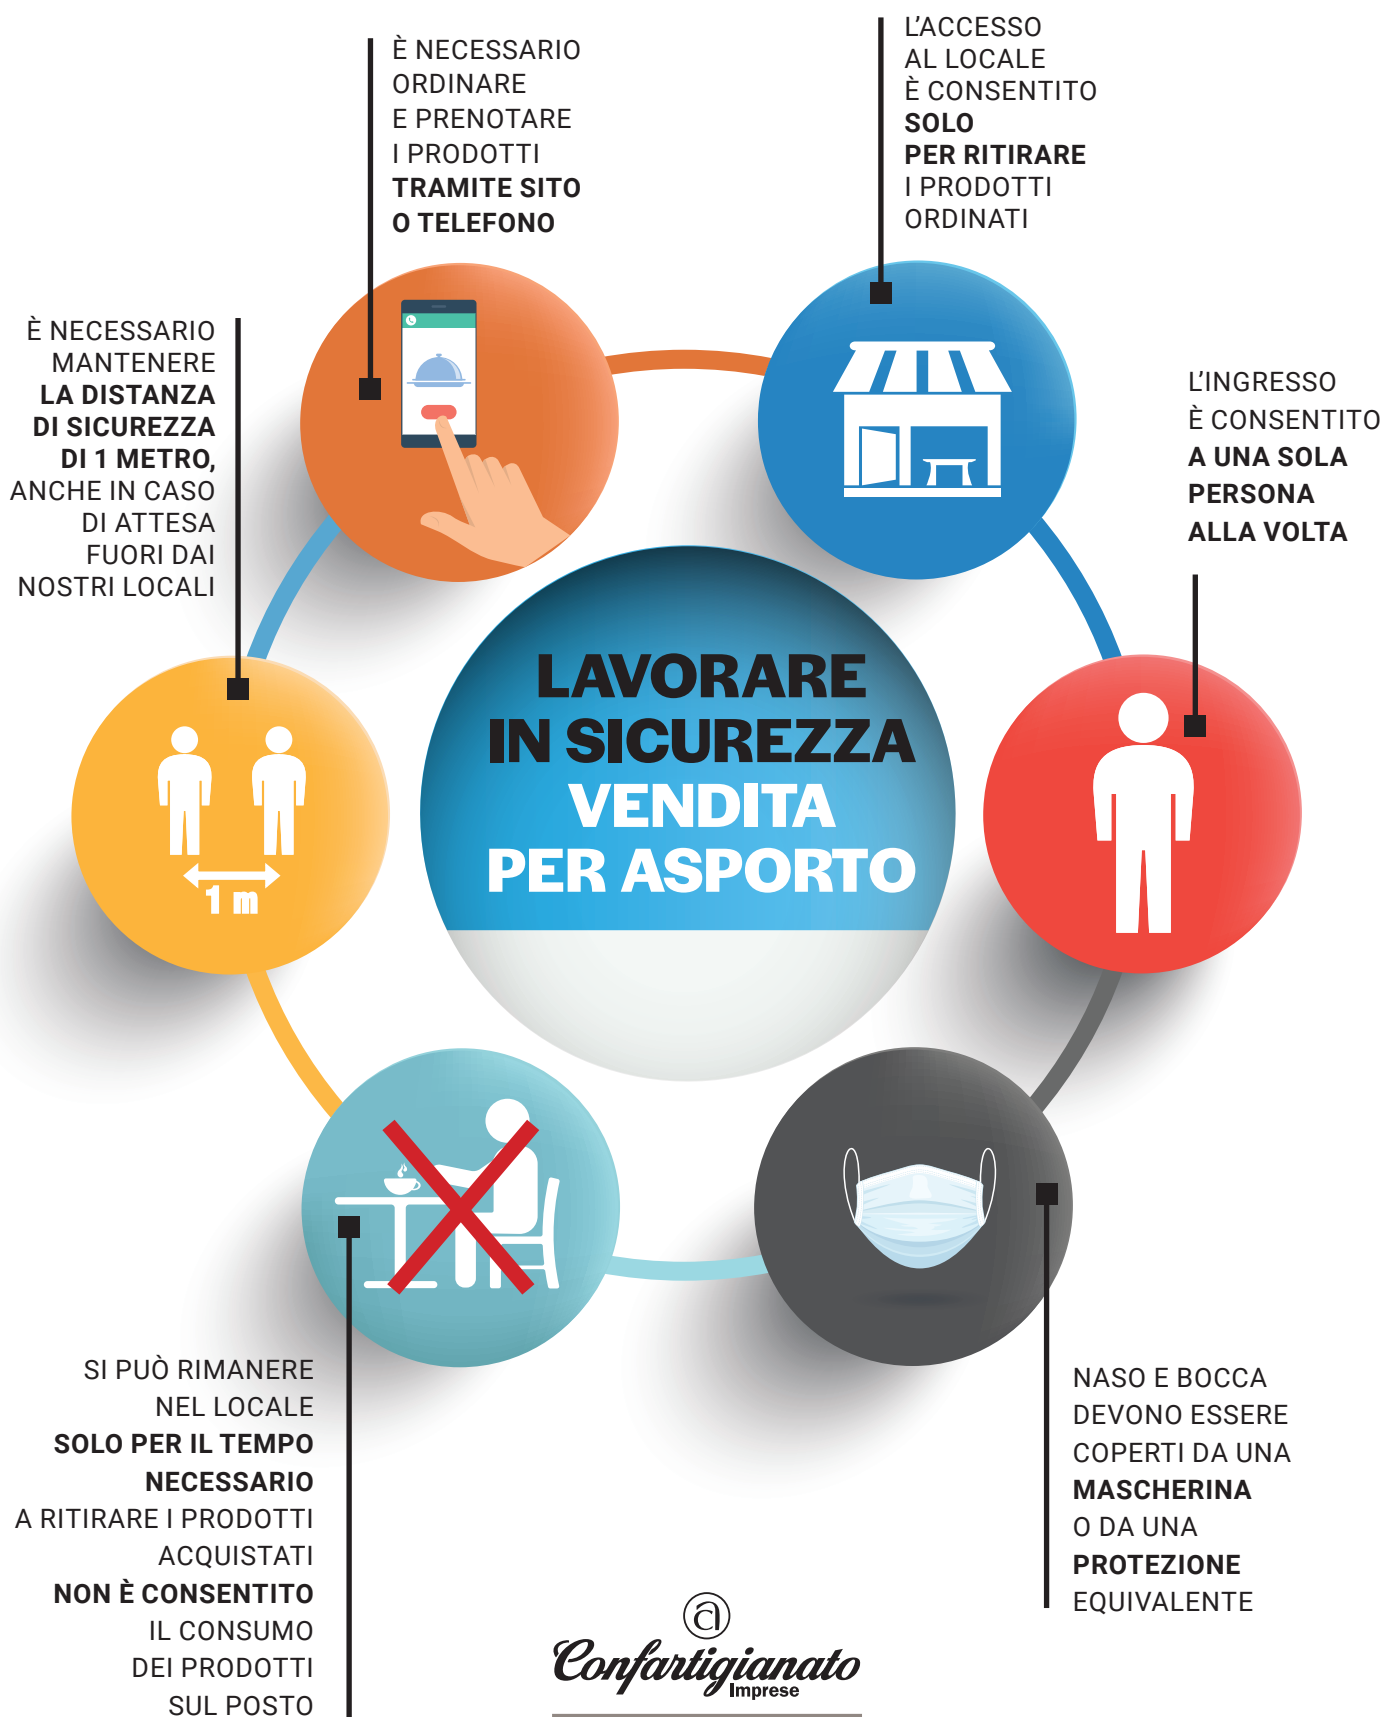 È NECESSARIO
ORDINARE
E PRENOTARE
I PRODOTTI
TRAMITE SITO
O TELEFONO
L'ACCESSO
AL LOCALE
È CONSENTITO
SOLO
PER RITIRARE
I PRODOTTI
ORDINATI
È NECESSARIO
MANTENERE
LA DISTANZA
DI SICUREZZA
DI 1 METRO,
ANCHE IN CASO
DI ATTESA
FUORI DAI
NOSTRI LOCALI
L'INGRESSO
È CONSENTITO
A UNA SOLA
PERSONA
ALLA VOLTA
LAVORARE
IN SICUREZZA
VENDITA
PER ASPORTO
1 m
SI PUÒ RIMANERE
NEL LOCALE
SOLO PER IL TEMPO
NECESSARIO
A RITIRARE I PRODOTTI
ACQUISTATI
NON È CONSENTITO
IL CONSUMO
DEI PRODOTTI
SUL POSTO
NASO E BOCCA
DEVONO ESSERE
COPERTI DA UNA
MASCHERINA
O DA UNA
PROTEZIONE
EQUIVALENTE
a
Confartigianato
Imprese